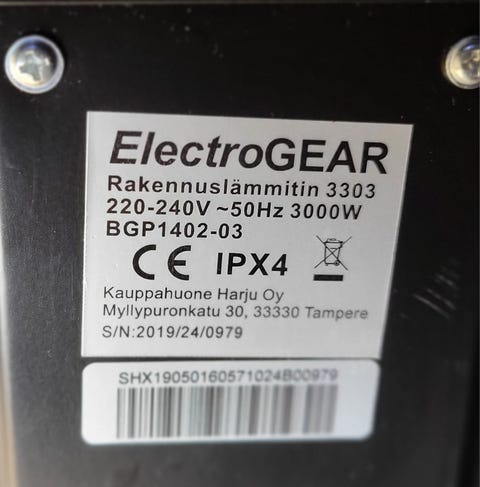 ElectroGEAR
Rakennuslämmitin 3303
220-240V ~50Hz 3000W
BGP1402-03
CE IPX4
Kauppahuone Harju Oy
Myllypuronkatu 30, 33330 Tampere
S/N:2019/24/0979
SHX19050160571024B00979